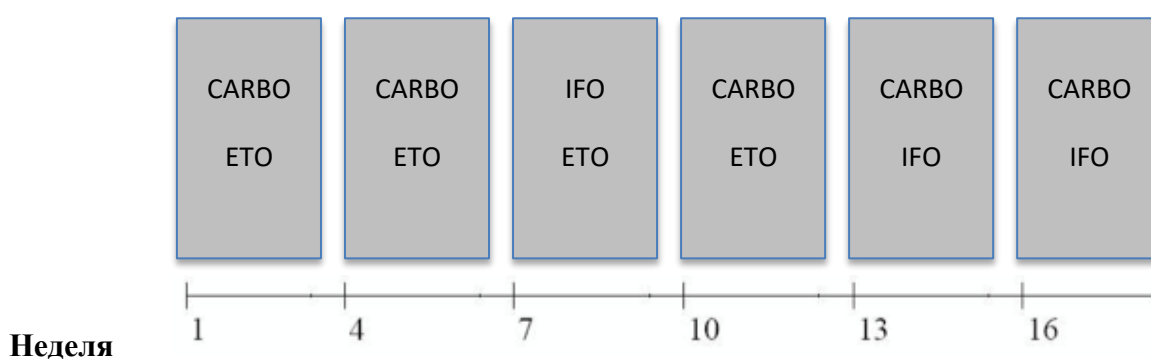 CARBO CARBO IFO CARBO CARBO CARBO
ETO ETO ETO ETO IFO IFO
1 4 7 10 13 16
Неделя